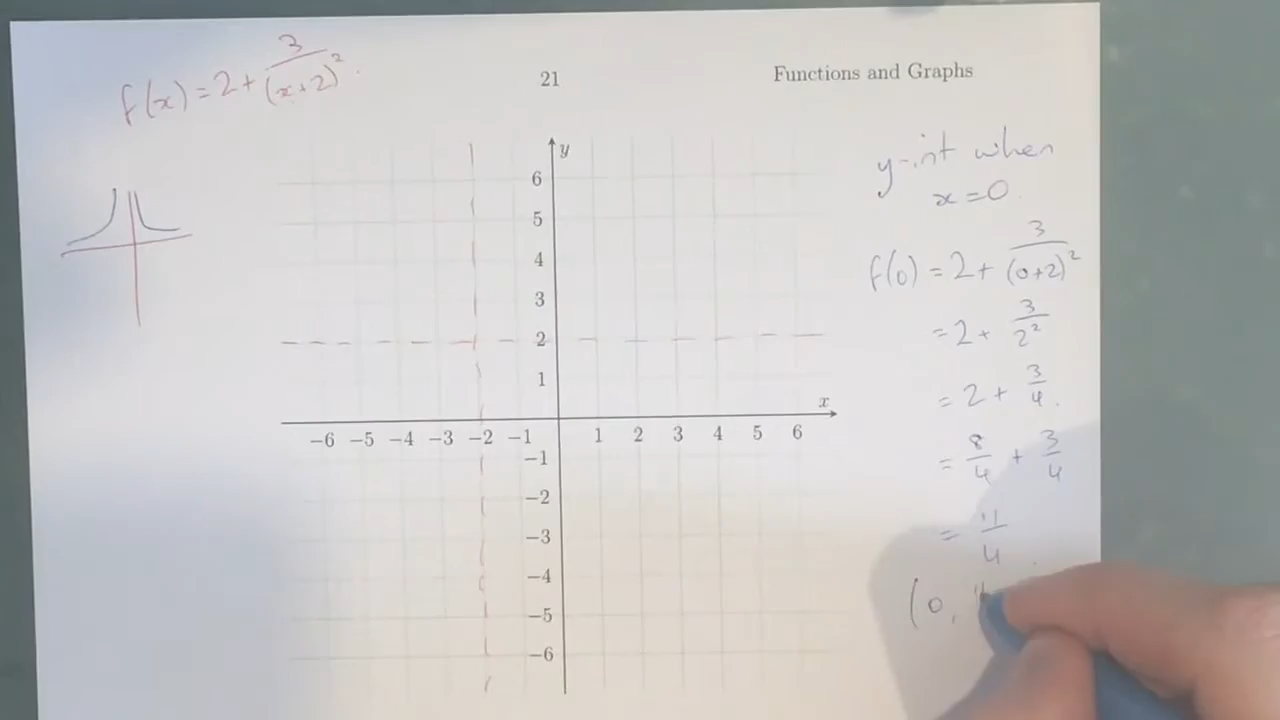 f(x) = 2 + 3/(x+2)²
21
Functions and Graphs
y-int when
x = 0
f(0) = 2 + 3/(0+2)²
= 2 + 3/2²
= 2 + 3/4.
= 8/4 + 3/4
= 11/4
(0,
y
6
5
4
3
2
1
x
−6 −5 −4 −3 −2 −1 1 2 3 4 5 6
−1
−2
−3
−4
−5
−6